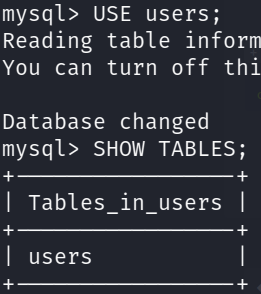 mysql> USE users;
Reading table inform
You can turn off thi
Database changed
mysql> SHOW TABLES;
+-----------------+
| Tables_in_users |
+-----------------+
| users           |
+-----------------+